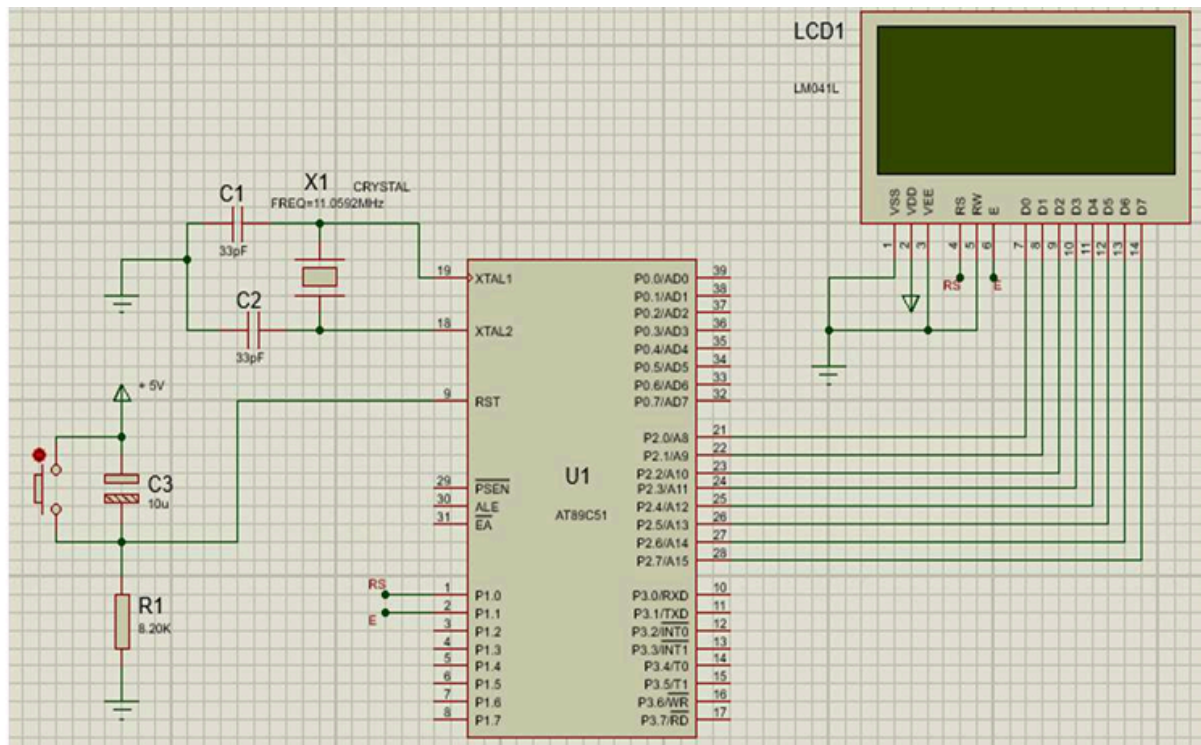 LCD1
LM041L
VSS
VDD
VEE
RS
RW
E
D0
D1
D2
D3
D4
D5
D6
D7
1
2
3
4
5
6
7
8
9
10
11
12
13
14
RS
E
X1
CRYSTAL
FREQ=11.0592MHz
C1
33pF
C2
33pF
+ 5V
C3
10u
R1
8.20K
U1
AT89C51
19 XTAL1
18 XTAL2
9 RST
29 PSEN
30 ALE
31 EA
RS
E
1 P1.0
2 P1.1
3 P1.2
4 P1.3
5 P1.4
6 P1.5
7 P1.6
8 P1.7
P0.0/AD0 39
P0.1/AD1 38
P0.2/AD2 37
P0.3/AD3 36
P0.4/AD4 35
P0.5/AD5 34
P0.6/AD6 33
P0.7/AD7 32
P2.0/A8 21
P2.1/A9 22
P2.2/A10 23
P2.3/A11 24
P2.4/A12 25
P2.5/A13 26
P2.6/A14 27
P2.7/A15 28
P3.0/RXD 10
P3.1/TXD 11
P3.2/INT0 12
P3.3/INT1 13
P3.4/T0 14
P3.5/T1 15
P3.6/WR 16
P3.7/RD 17